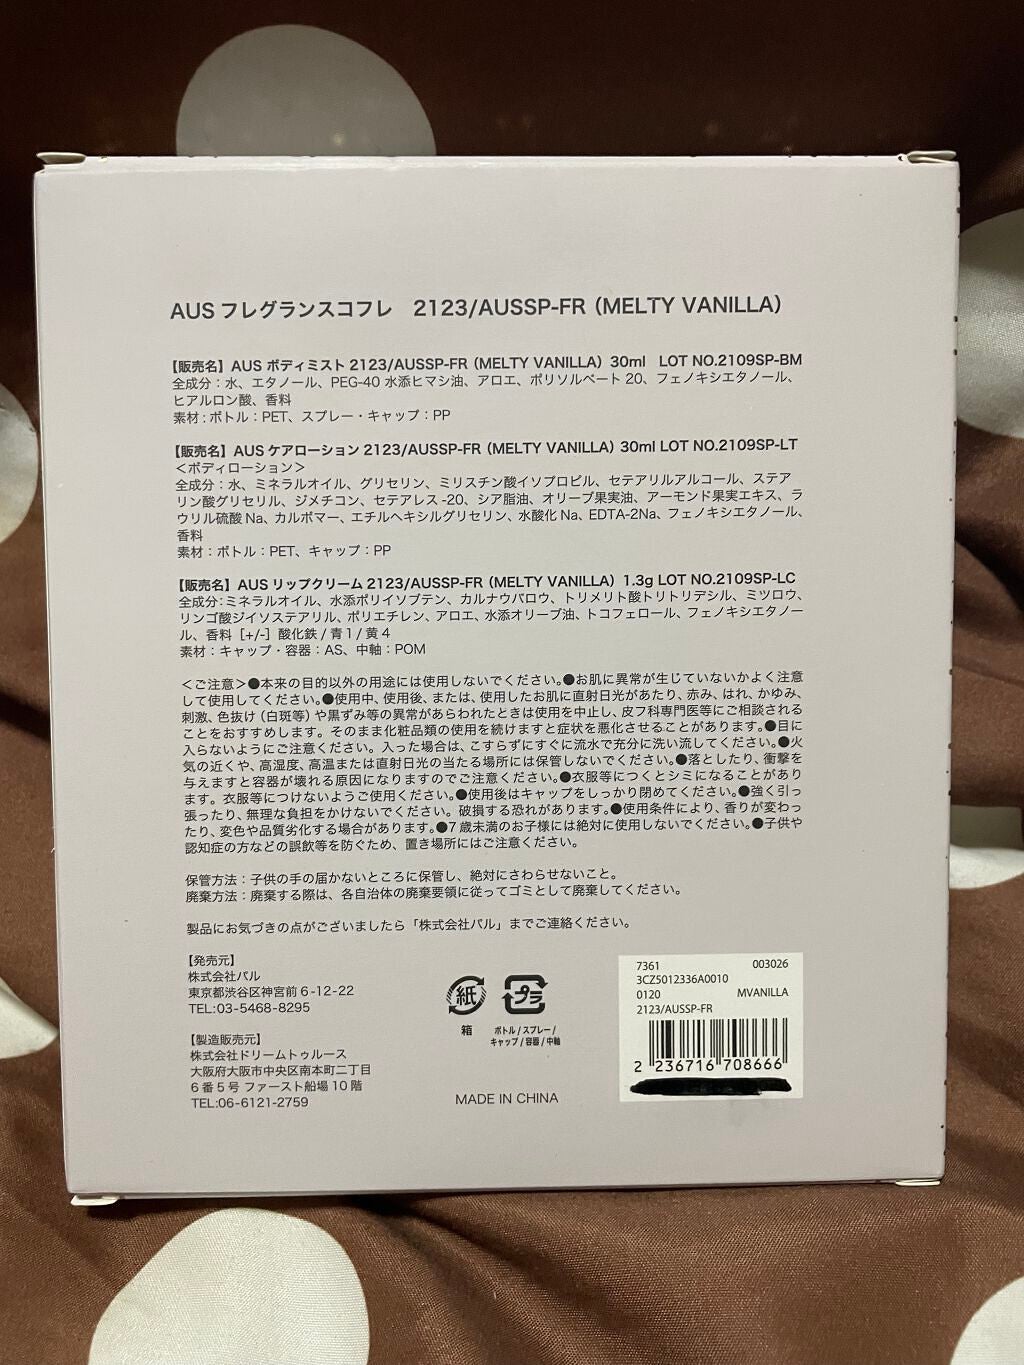 AUS フレグランスコフレ　2123/AUSSP-FR（MELTY VANILLA）
【販売名】AUS ボディミスト 2123/AUSSP-FR（MELTY VANILLA）30ml　LOT NO.2109SP-BM
全成分：水、エタノール、PEG-40 水添ヒマシ油、アロエ、ポリソルベート 20、フェノキシエタノール、
ヒアルロン酸、香料
素材：ボトル：PET、スプレー・キャップ：PP
【販売名】AUS ケアローション 2123/AUSSP-FR（MELTY VANILLA）30ml LOT NO.2109SP-LT
＜ボディローション＞
全成分：水、ミネラルオイル、グリセリン、ミリスチン酸イソプロピル、セテアリルアルコール、ステア
リン酸グリセリル、ジメチコン、セテアレス -20、シア脂油、オリーブ果実油、アーモンド果実エキス、ラ
ウリル硫酸 Na、カルボマー、エチルヘキシルグリセリン、水酸化 Na、EDTA-2Na、フェノキシエタノール、
香料
素材：ボトル：PET、キャップ：PP
【販売名】AUS リップクリーム 2123/AUSSP-FR（MELTY VANILLA）1.3g LOT NO.2109SP-LC
全成分：ミネラルオイル、水添ポリイソブテン、カルナウバロウ、トリメリト酸トリトリデシル、ミツロウ、
リンゴ酸ジイソステアリル、ポリエチレン、アロエ、水添オリーブ油、トコフェロール、フェノキシエタノー
ル、香料［+/-］酸化鉄 / 青 1 / 黄 4
素材：キャップ・容器：AS、中軸：POM
＜ご注意＞●本来の目的以外の用途には使用しないでください。●お肌に異常が生じていないかよく注意
して使用してください。●使用中、使用後、または、使用したお肌に直射日光があたり、赤み、はれ、かゆみ、
刺激、色抜け（白斑等）や黒ずみ等の異常があらわれたときは使用を中止し、皮フ科専門医等にご相談される
ことをおすすめします。そのまま化粧品類の使用を続けますと症状を悪化させることがあります。●目に
入らないようにご注意ください。入った場合は、こすらずにすぐに流水で充分に洗い流してください。●火
気の近くや、高湿度、高温または直射日光の当たる場所には保管しないでください。●落としたり、衝撃を
与えますと容器が壊れる原因になりますのでご注意ください。●衣服等につくとシミになることがあり
ます。衣服等につけないようご使用ください。●使用後はキャップをしっかり閉めてください。●強く引っ
張ったり、無理な負担をかけないでください。破損する恐れがあります。●使用条件により、香りが変わっ
たり、変色や品質劣化する場合があります。●７歳未満のお子様には絶対に使用しないでください。●子供や
認知症の方などの誤飲等を防ぐため、置き場所にはご注意ください。
保管方法：子供の手の届かないところに保管し、絶対にさわらせないこと。
廃棄方法：廃棄する際は、各自治体の廃棄要領に従ってゴミとして廃棄してください。
製品にお気づきの点がございましたら「株式会社パル」までご連絡ください。
【発売元】
株式会社パル
東京都渋谷区神宮前 6-12-22
TEL:03-5468-8295
【製造販売元】
株式会社ドリームトゥルース
大阪府大阪市中央区南本町二丁目
6 番 5 号 ファースト船場 10 階
TEL:06-6121-2759
紙
箱
プラ
ボトル / スプレー /
キャップ / 容器 / 中軸
MADE IN CHINA
7361　003026
3CZ5012336A0010
0120　MVANILLA
2123/AUSSP-FR
2 236716 708666